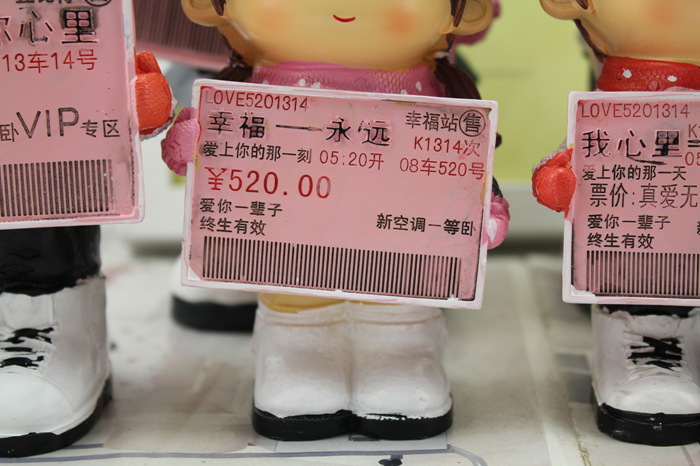 你心里
13车14号
卧VIP专区
LOVE5201314
幸福——永远
幸福站售
爱上你的那一刻 05:20开
K1314次
08车520号
¥520.00
爱你一辈子
终生有效
新空调一等卧
LOVE5201314
我心里
爱上你的那一天
票价:真爱无
爱你一辈子
终生有效